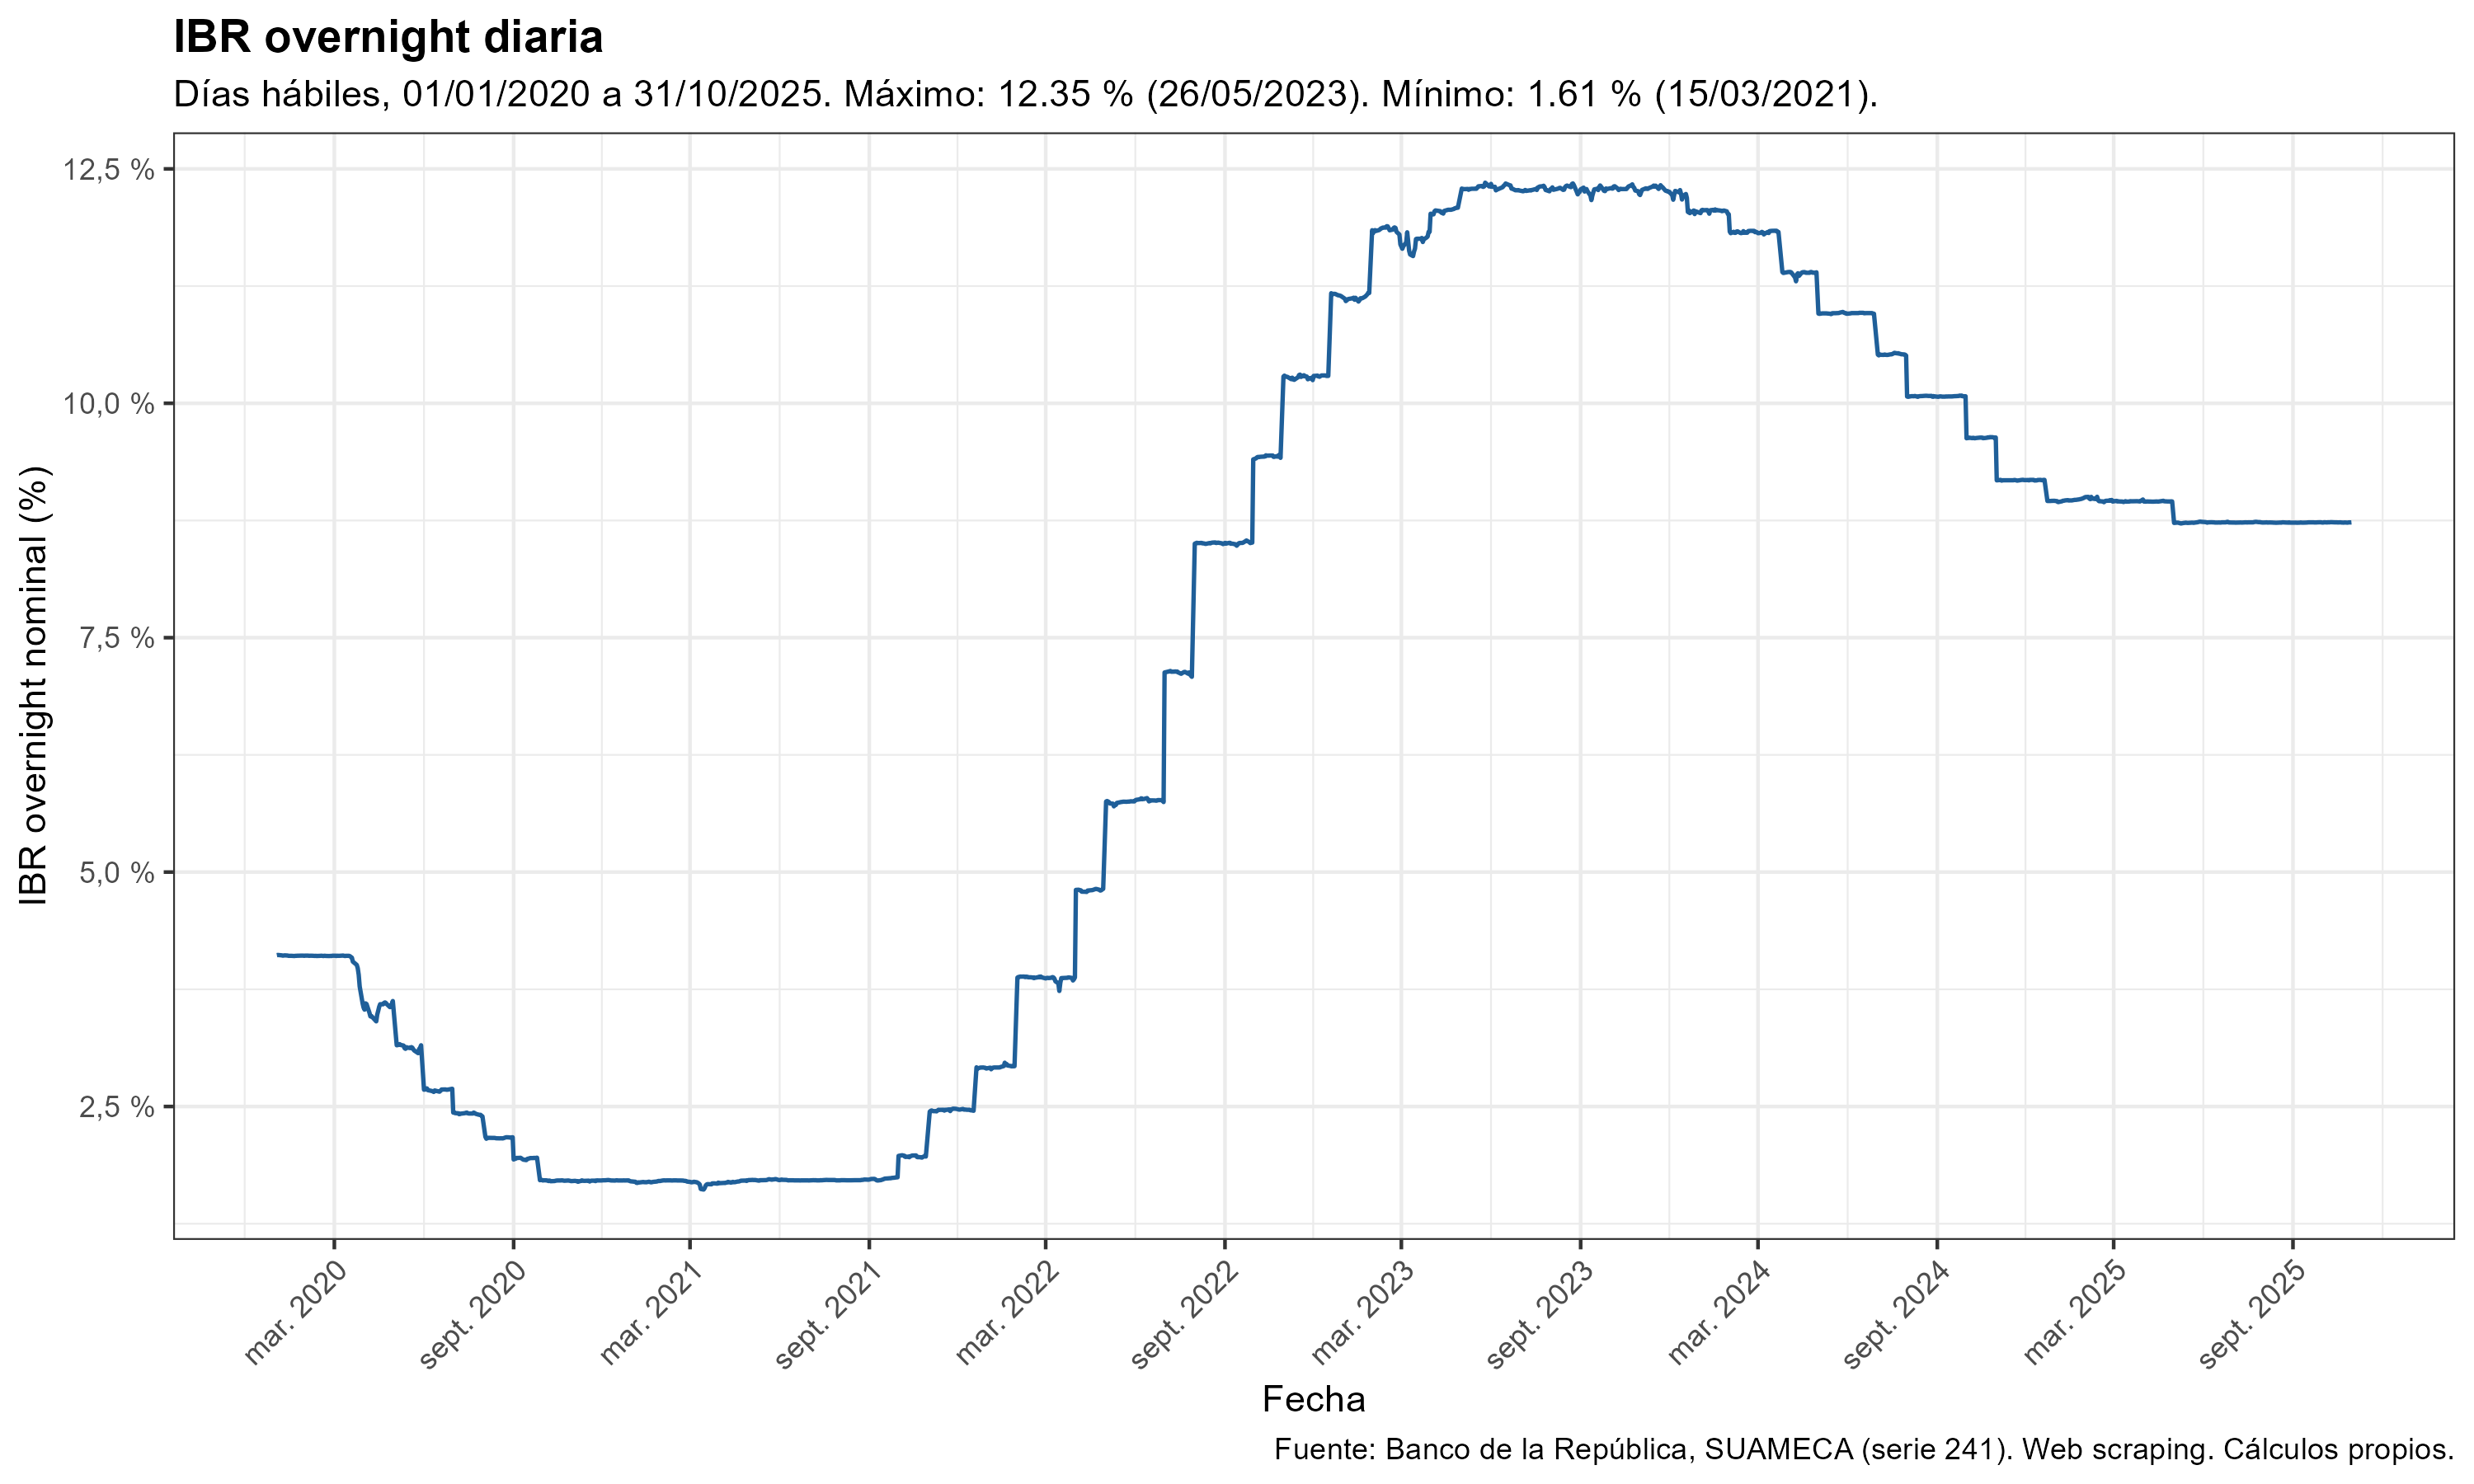 IBR overnight diaria
Días hábiles, 01/01/2020 a 31/10/2025. Máximo: 12.35 % (26/05/2023). Mínimo: 1.61 % (15/03/2021).
IBR overnight nominal (%)
12,5 %
10,0 %
7,5 %
5,0 %
2,5 %
mar. 2020
sept. 2020
mar. 2021
sept. 2021
mar. 2022
sept. 2022
mar. 2023
sept. 2023
mar. 2024
sept. 2024
mar. 2025
sept. 2025
Fecha
Fuente: Banco de la República, SUAMECA (serie 241). Web scraping. Cálculos propios.